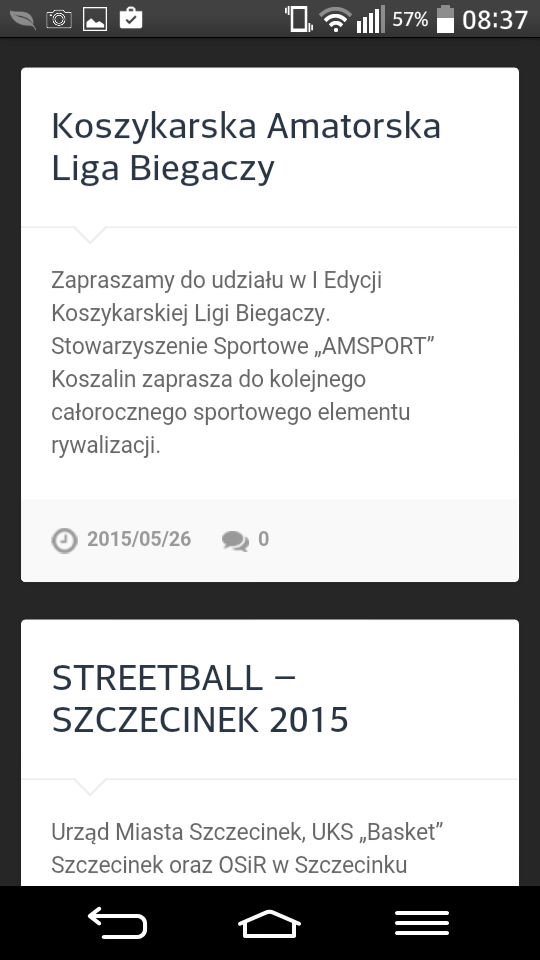 57% 08:37
Koszykarska Amatorska
Liga Biegaczy
Zapraszamy do udziału w I Edycji
Koszykarskiej Ligi Biegaczy.
Stowarzyszenie Sportowe „AMSPORT”
Koszalin zaprasza do kolejnego
całorocznego sportowego elementu
rywalizacji.
2015/05/26 0
STREETBALL –
SZCZECINEK 2015
Urząd Miasta Szczecinek, UKS „Basket”
Szczecinek oraz OSiR w Szczecinku